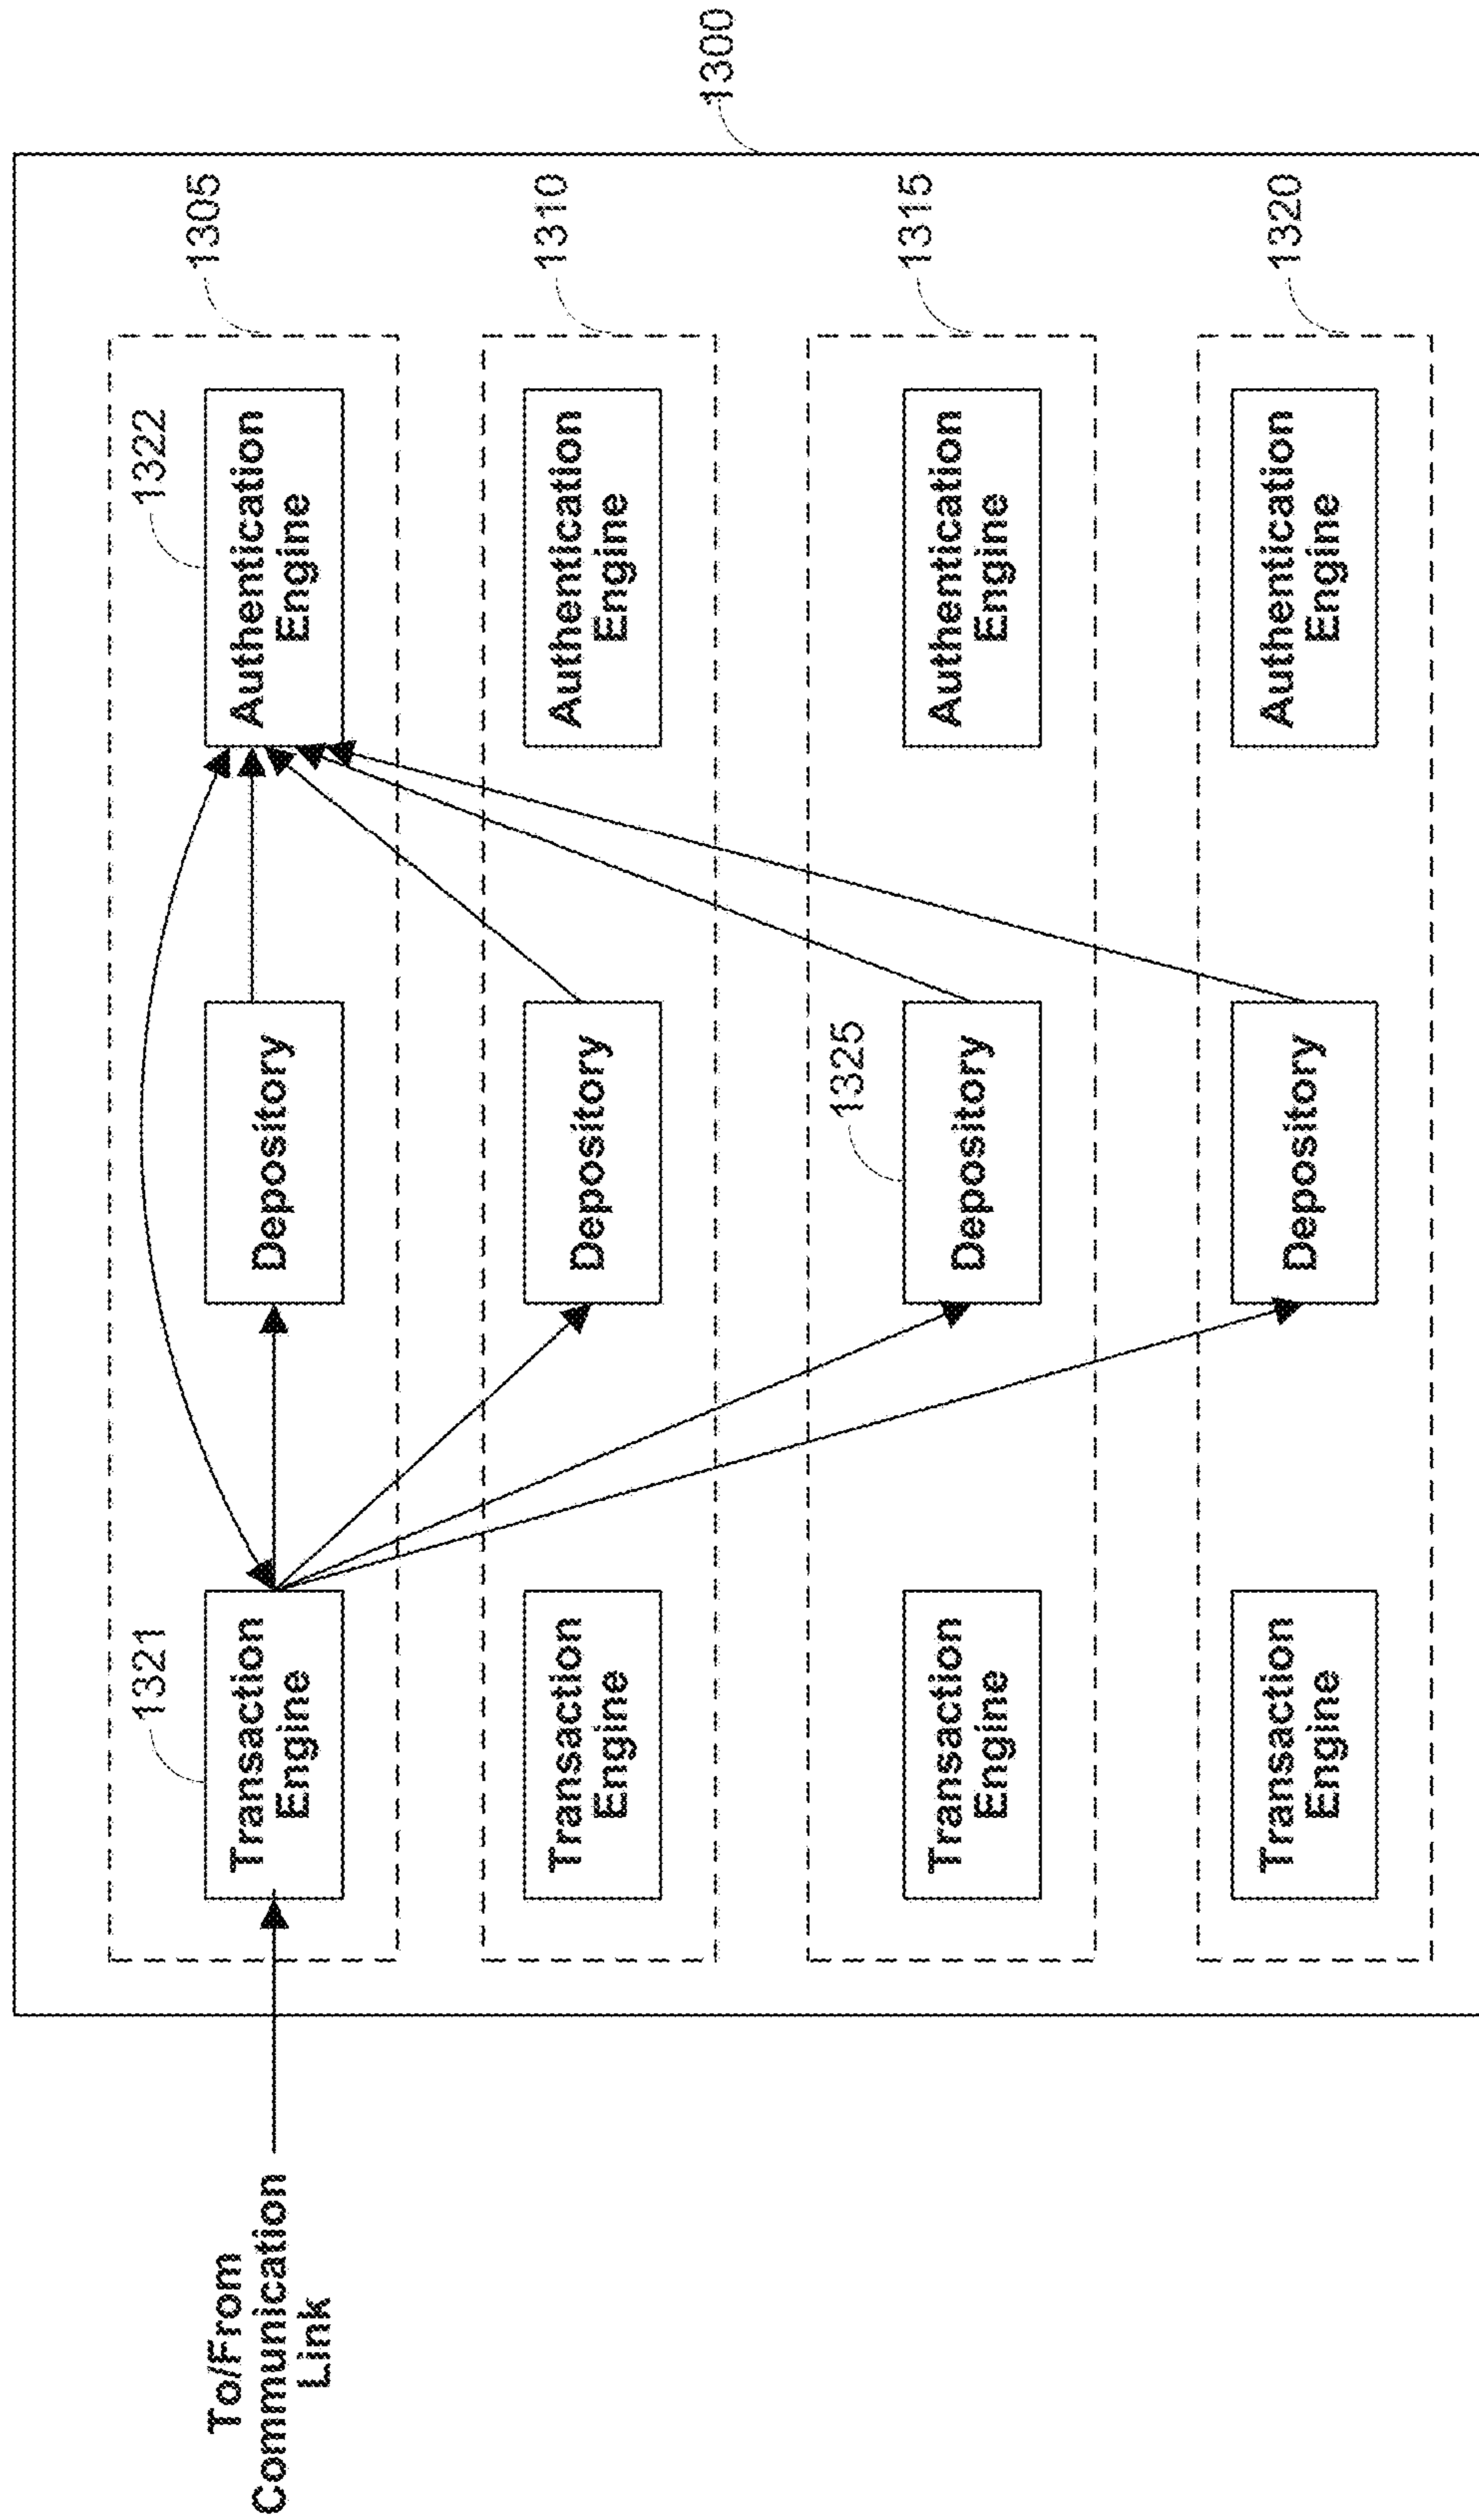 To/From
Communication
Link
1300
1305
1321
Transaction
Engine
Depository
1322
Authentication
Engine
1310
Transaction
Engine
Depository
Authentication
Engine
1315
Transaction
Engine
1325
Depository
Authentication
Engine
1320
Transaction
Engine
Depository
Authentication
Engine